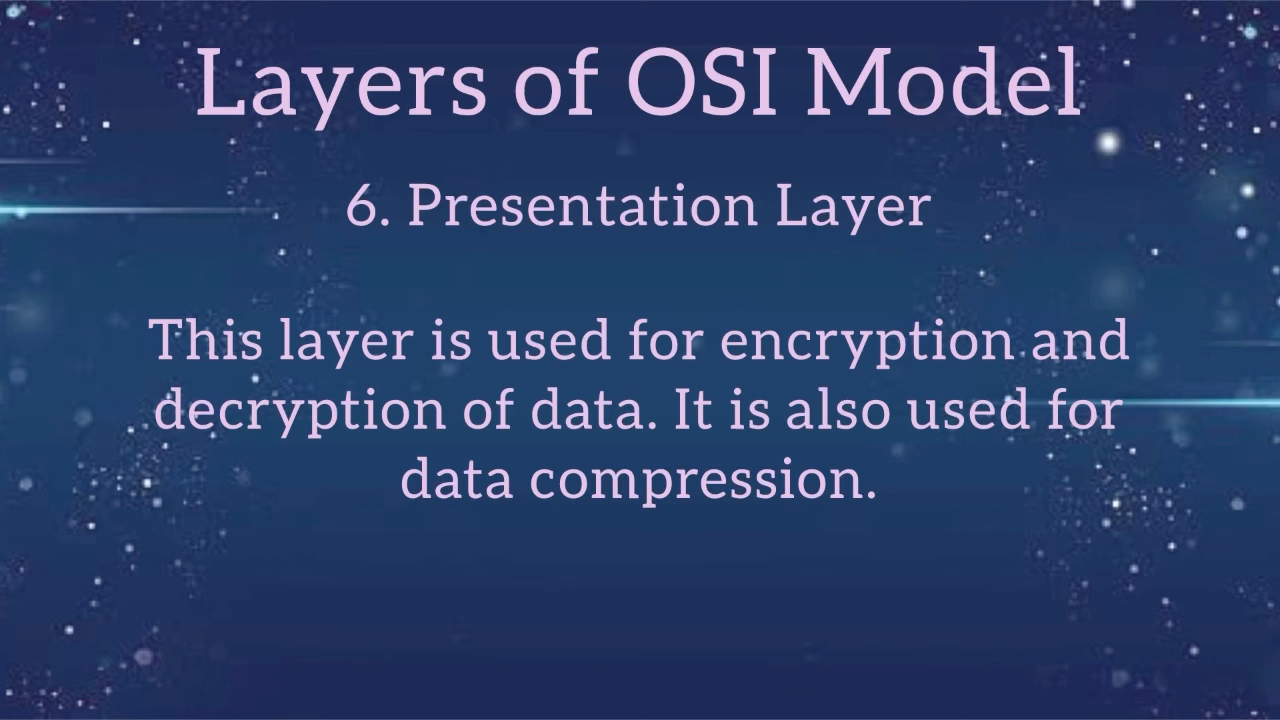 Layers of OSI Model
6. Presentation Layer
This layer is used for encryption and
decryption of data. It is also used for
data compression.